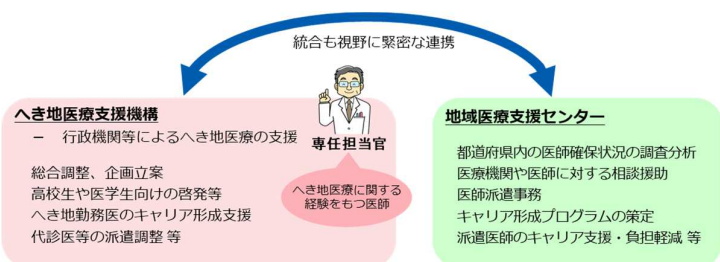 統合も視野に緊密な連携
へき地医療支援機構
－ 行政機関等によるへき地医療の支援
総合調整、企画立案
高校生や医学生向けの啓発等
へき地勤務医のキャリア形成支援
代診医等の派遣調整 等
専任担当官
へき地医療に関する
経験をもつ医師
地域医療支援センター
都道府県内の医師確保状況の調査分析
医療機関や医師に対する相談援助
医師派遣事務
キャリア形成プログラムの策定
派遣医師のキャリア支援・負担軽減 等